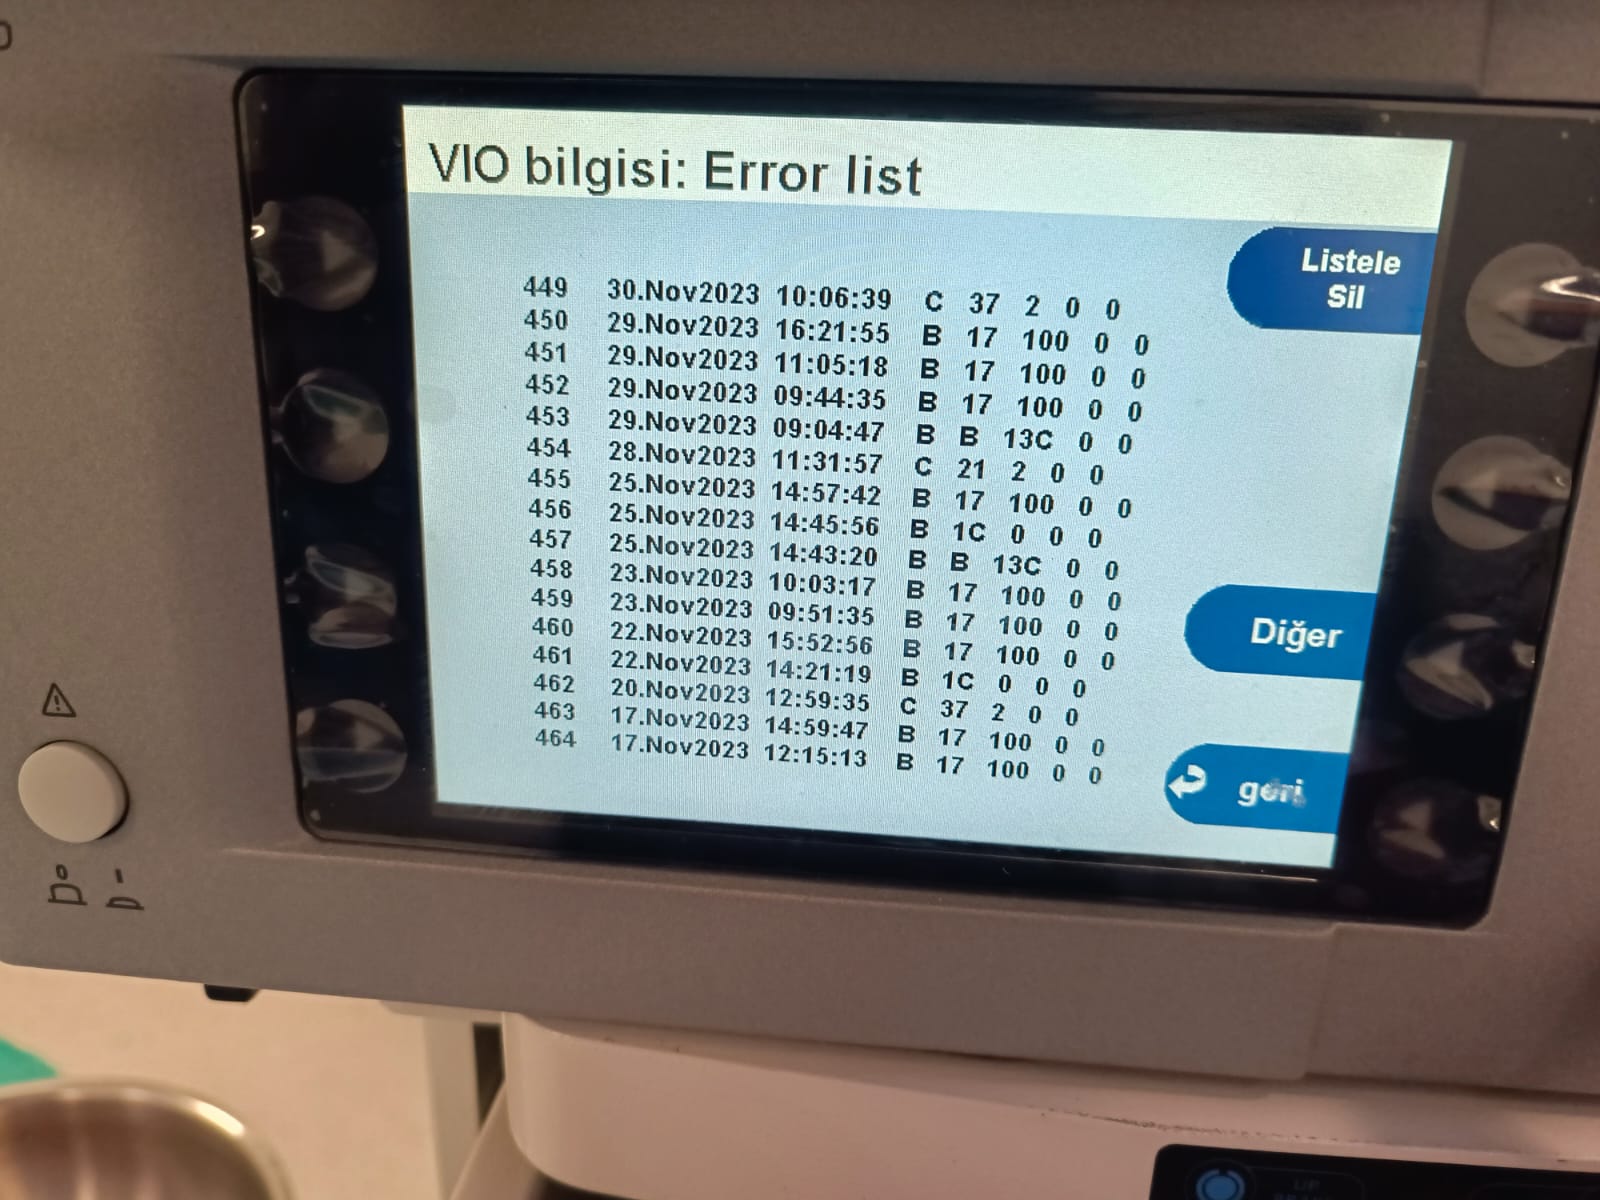 VIO bilgisi: Error list
449 30.Nov2023 10:06:39 C 37 2 0 0
450 29.Nov2023 16:21:55 B 17 100 0 0
451 29.Nov2023 11:05:18 B 17 100 0 0
452 29.Nov2023 09:44:35 B 17 100 0 0
453 29.Nov2023 09:04:47 B B 13C 0 0
454 28.Nov2023 11:31:57 C 21 2 0 0
455 25.Nov2023 14:57:42 B 17 100 0 0
456 25.Nov2023 14:45:56 B 1C 0 0 0
457 25.Nov2023 14:43:20 B B 13C 0 0
458 23.Nov2023 10:03:17 B 17 100 0 0
459 23.Nov2023 09:51:35 B 17 100 0 0
460 22.Nov2023 15:52:56 B 17 100 0 0
461 22.Nov2023 14:21:19 B 1C 0 0 0
462 20.Nov2023 12:59:35 C 37 2 0 0
463 17.Nov2023 14:59:47 B 17 100 0 0
464 17.Nov2023 12:15:13 B 17 100 0 0
Listele
Sil
Diğer
geri